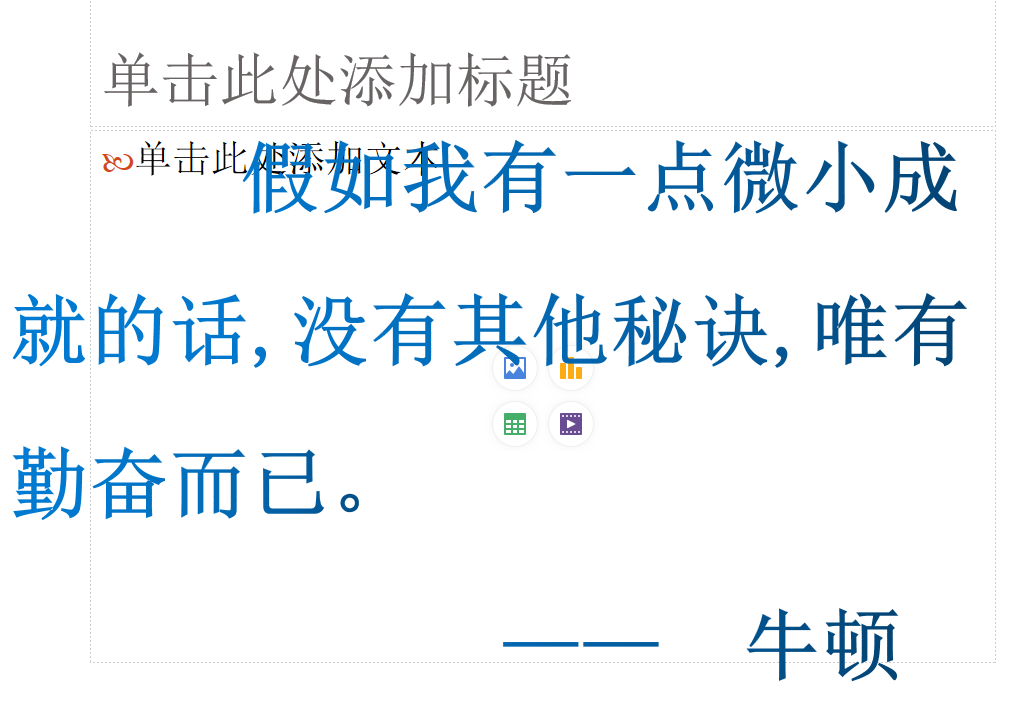 单击此处添加标题
单击此处添加文本
假如我有一点微小成
就的话,没有其他秘诀,唯有
勤奋而已。
—— 牛顿